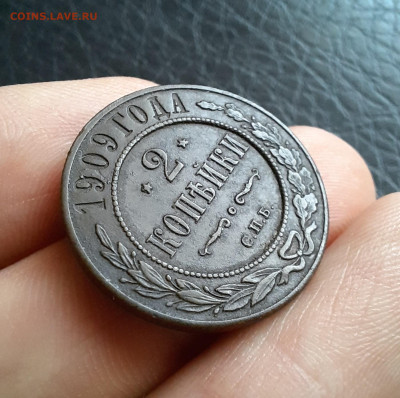 COINS.LAVE.RU
1909 ГОДА
2
КОПѢЙКИ
С.П.Б.